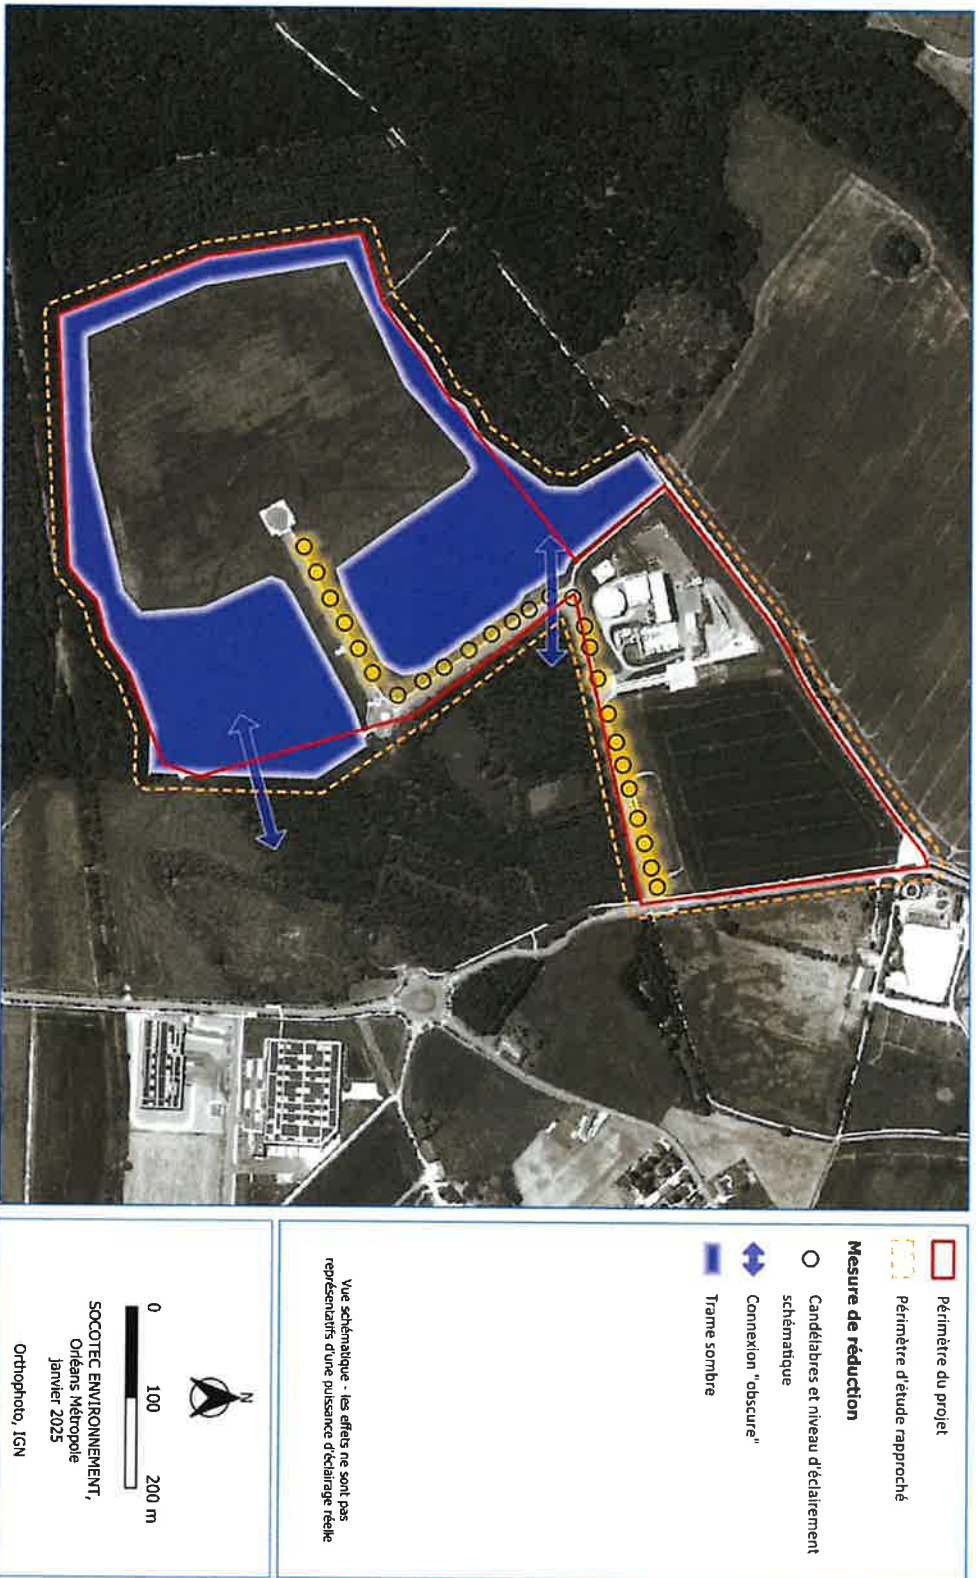 Périmètre du projet
Périmètre d'étude rapproché
Mesure de réduction
Candélabres et niveau d'éclairement
schématique
Connexion "obscure"
Trame sombre
Vue schématique - les effets ne sont pas
représentatifs d'une puissance d'éclairage réelle
N
0 100 200 m
SOCOTEC ENVIRONNEMENT,
Orléans Métropole
janvier 2025
Orthophoto, IGN